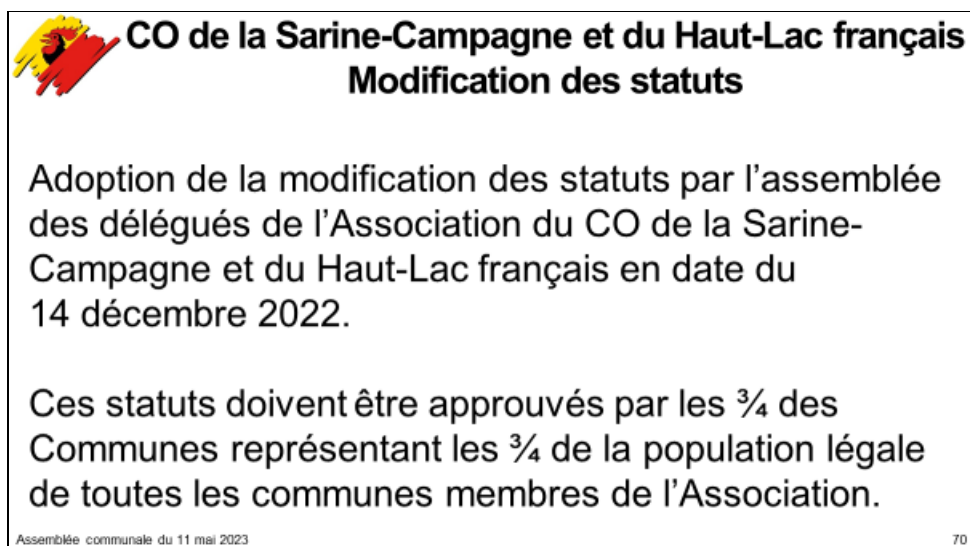 CO de la Sarine-Campagne et du Haut-Lac français
Modification des statuts
Adoption de la modification des statuts par l’assemblée
des délégués de l’Association du CO de la Sarine-
Campagne et du Haut-Lac français en date du
14 décembre 2022.
Ces statuts doivent être approuvés par les ¾ des
Communes représentant les ¾ de la population légale
de toutes les communes membres de l’Association.
Assemblée communale du 11 mai 2023
70